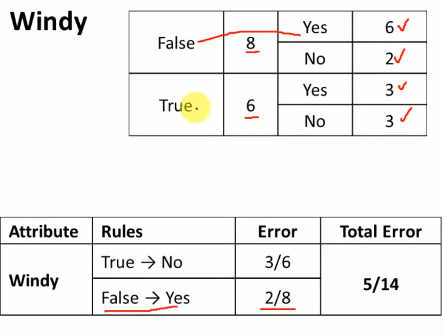 Windy
False 8 Yes 6
No 2
True 6 Yes 3
No 3
Attribute Rules Error Total Error
Windy True → No 3/6 5/14
False → Yes 2/8